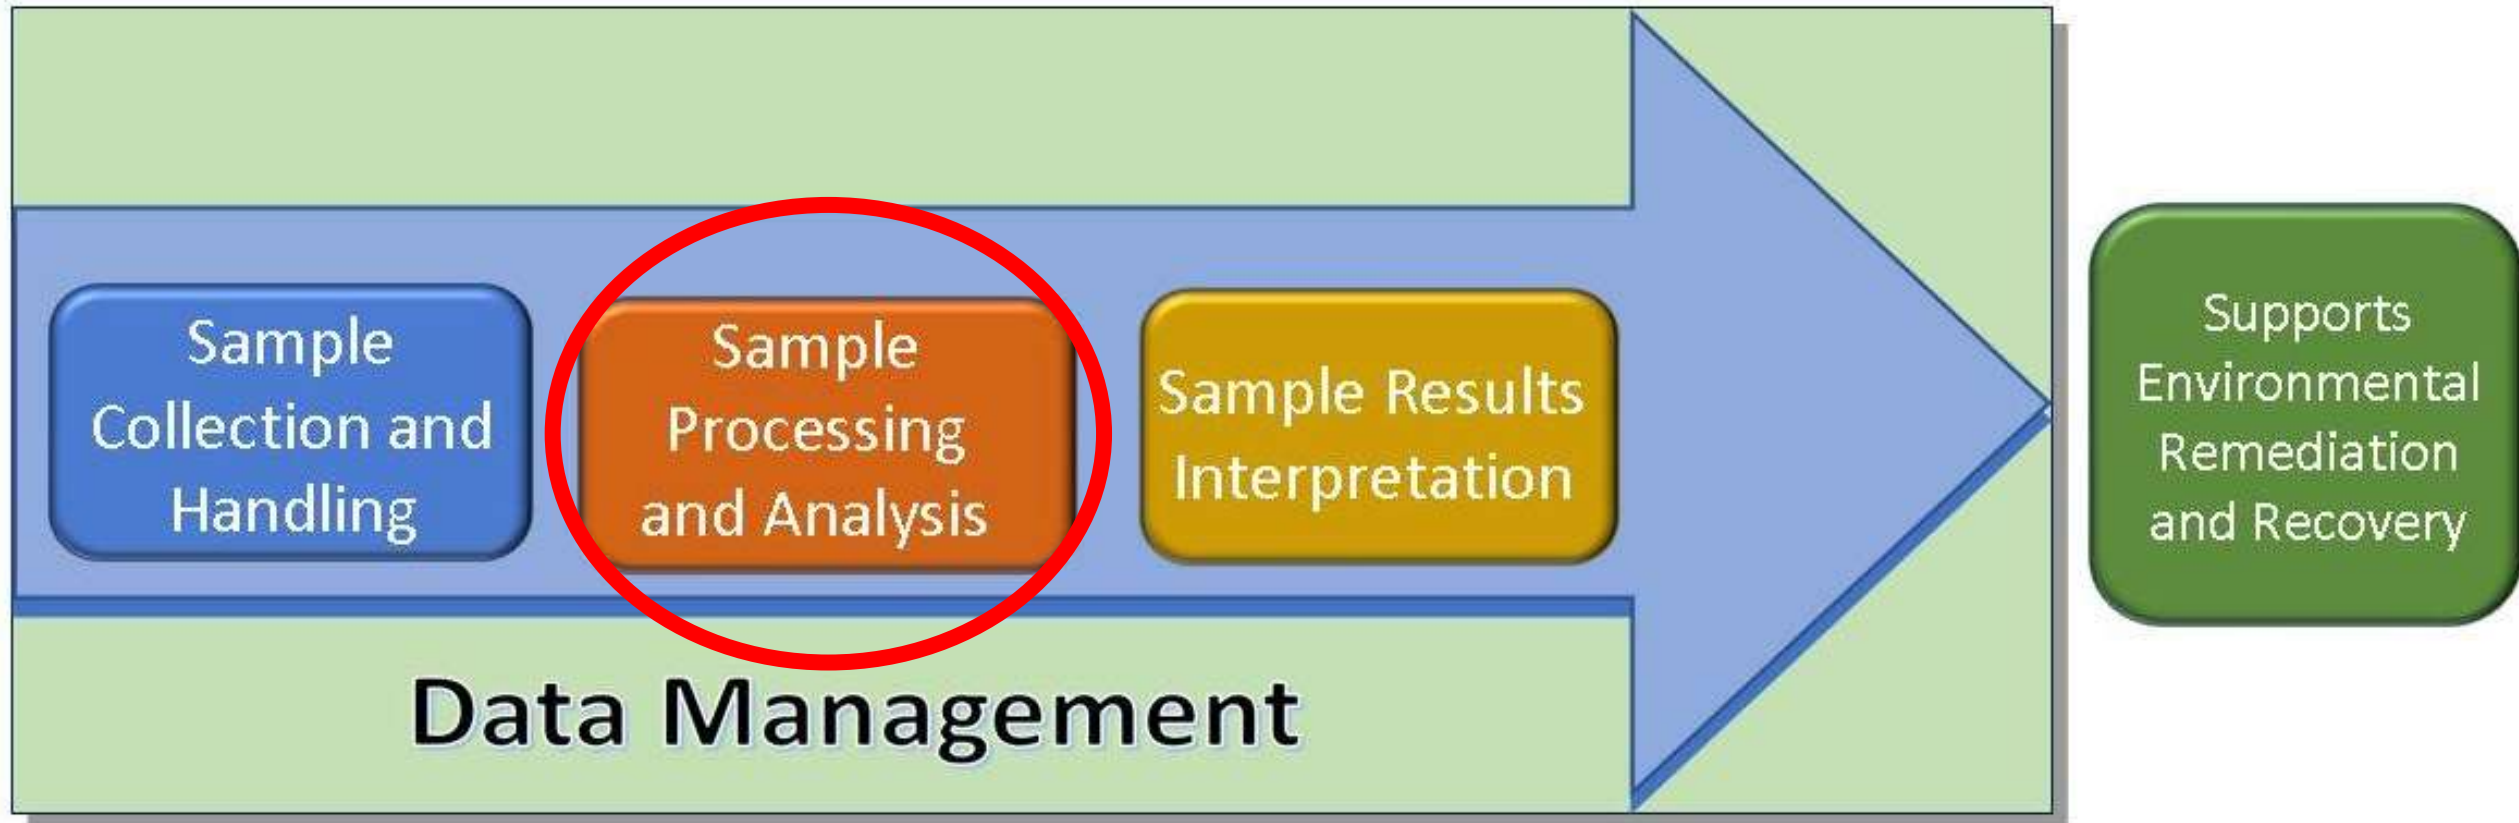 Sample
Collection and
Handling
Sample
Processing
and Analysis
Sample Results
Interpretation
Supports
Environmental
Remediation
and Recovery
Data Management